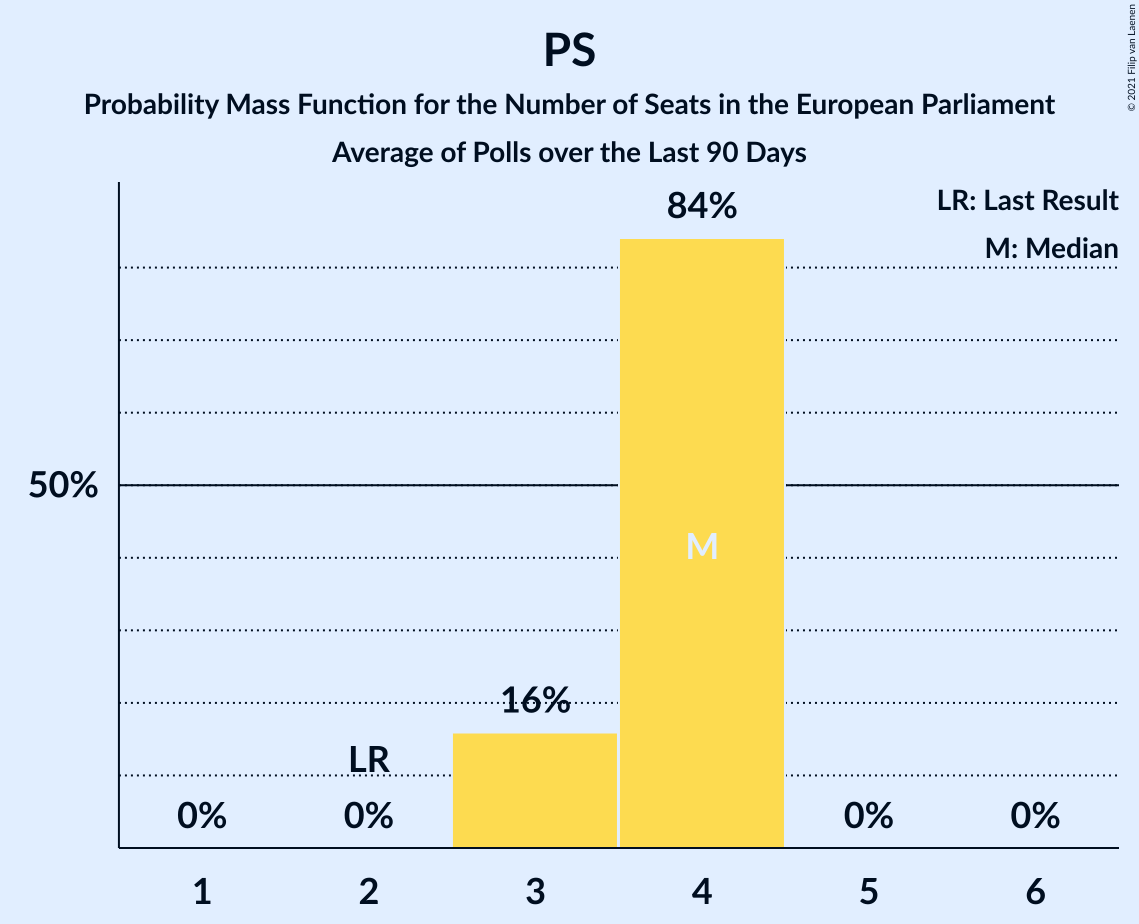 PS
Probability Mass Function for the Number of Seats in the European Parliament
Average of Polls over the Last 90 Days
© 2021 Filip van Laenen
LR: Last Result
M: Median
84%
50%
M
16%
LR
0% 0% 0% 0%
1 2 3 4 5 6